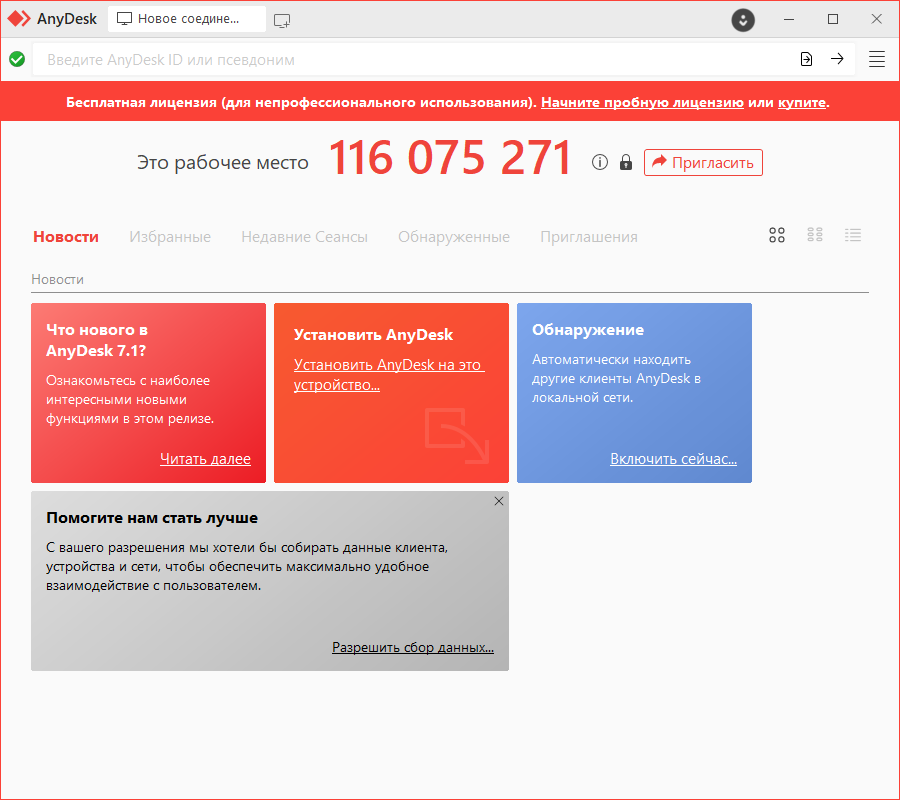 AnyDesk
Новое соедине...
Введите AnyDesk ID или псевдоним
Бесплатная лицензия (для непрофессионального использования). Начните пробную лицензию или купите.
Это рабочее место 116 075 271 Пригласить
Новости Избранные Недавние Сеансы Обнаруженные Приглашения
Новости
Что нового в
AnyDesk 7.1?
Ознакомьтесь с наиболее
интересными новыми
функциями в этом релизе.
Читать далее
Установить AnyDesk
Установить AnyDesk на это
устройство...
Обнаружение
Автоматически находить
другие клиенты AnyDesk в
локальной сети.
Включить сейчас...
Помогите нам стать лучше
С вашего разрешения мы хотели бы собирать данные клиента,
устройства и сети, чтобы обеспечить максимально удобное
взаимодействие с пользователем.
Разрешить сбор данных...